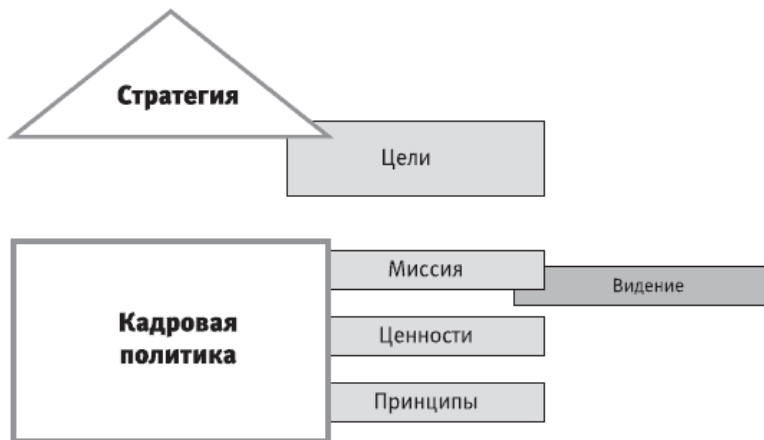 Стратегия
Цели
Миссия
Видение
Кадровая
политика
Ценности
Принципы